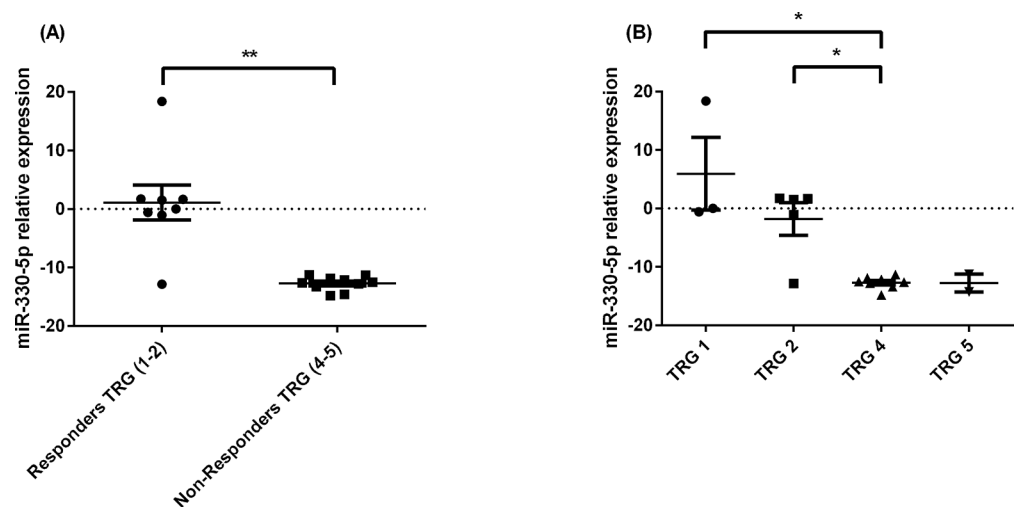 (A)
**
miR-330-5p relative expression
20
10
0
-10
-20
Responders TRG (1-2)
Non-Responders TRG (4-5)
(B)
*
*
miR-330-5p relative expression
20
10
0
-10
-20
TRG 1
TRG 2
TRG 4
TRG 5